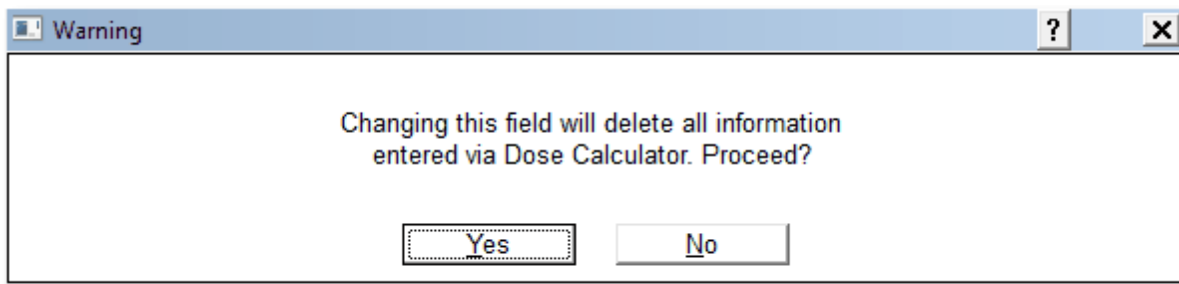 Warning
?
Changing this field will delete all information
entered via Dose Calculator. Proceed?
Yes
No